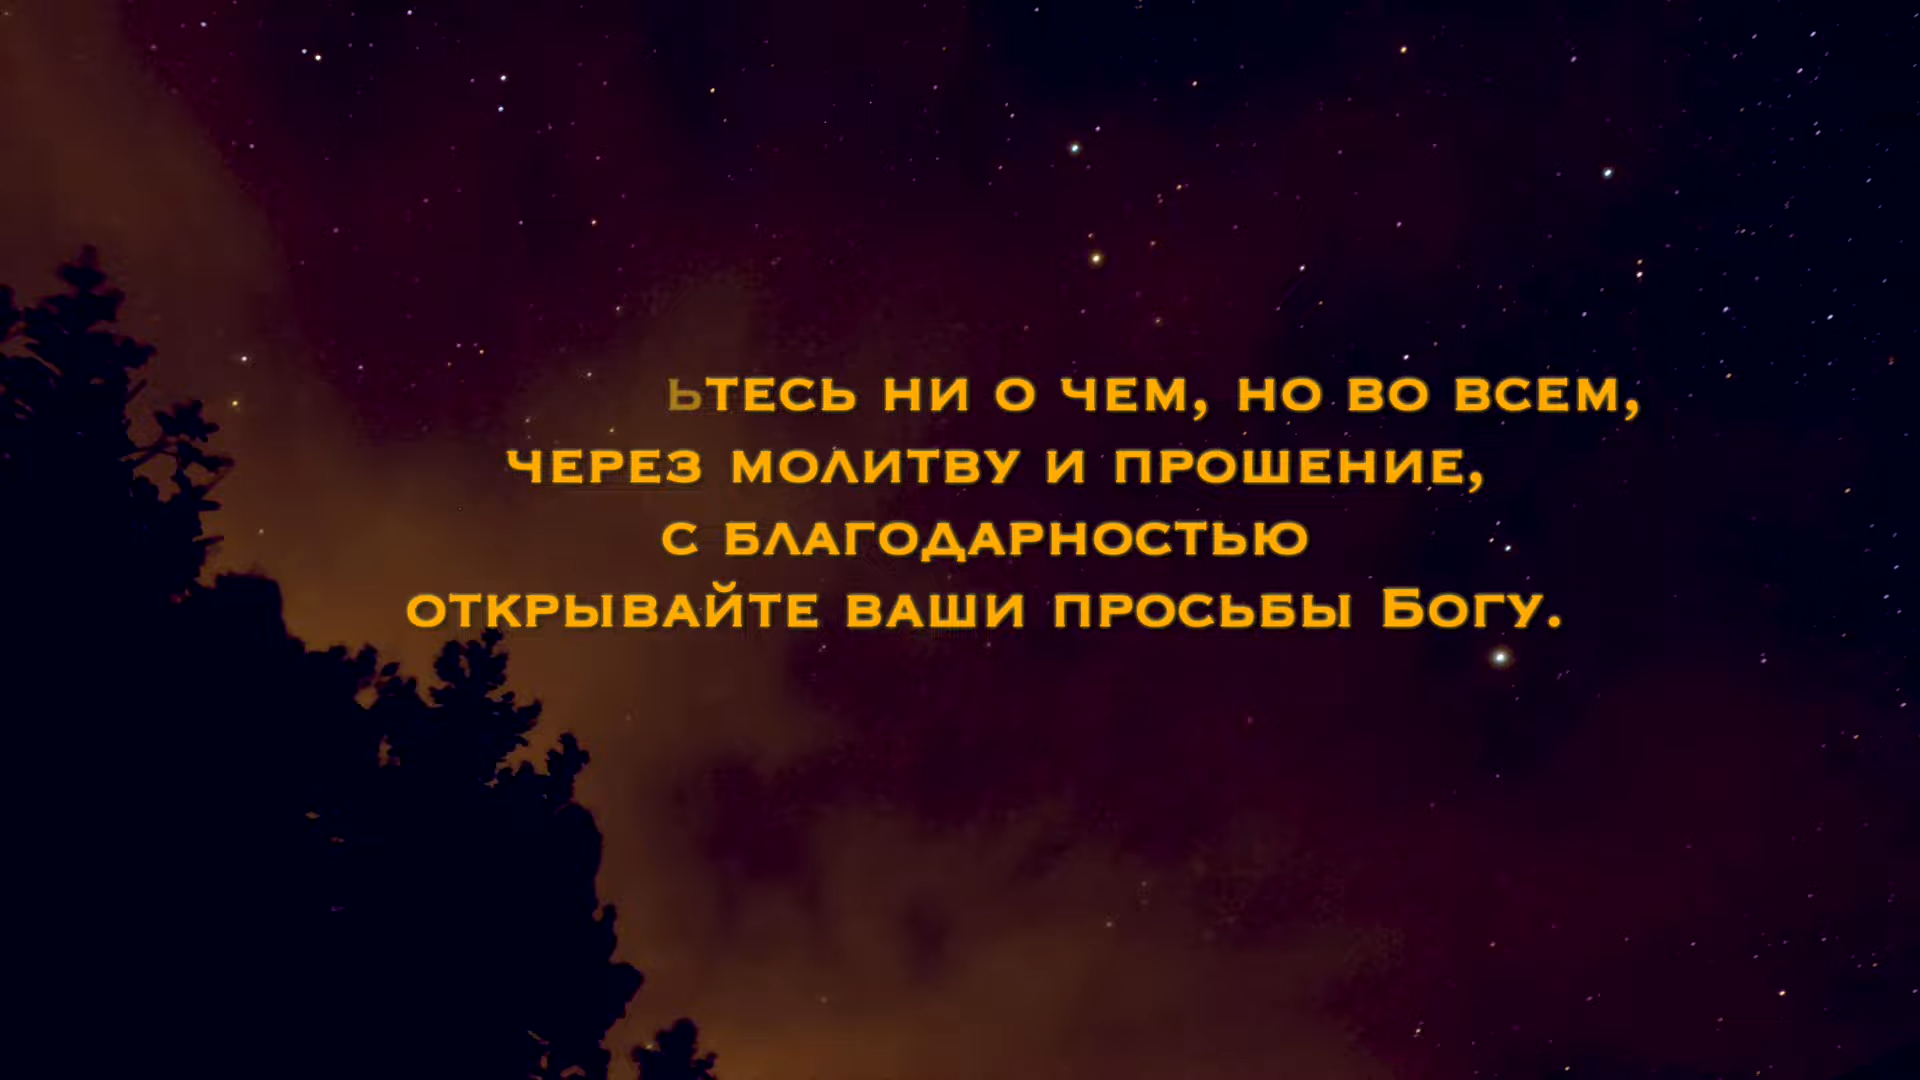 ьтесь ни о чем, но во всем,
через молитву и прошение,
с благодарностью
открывайте ваши просьбы Богу.